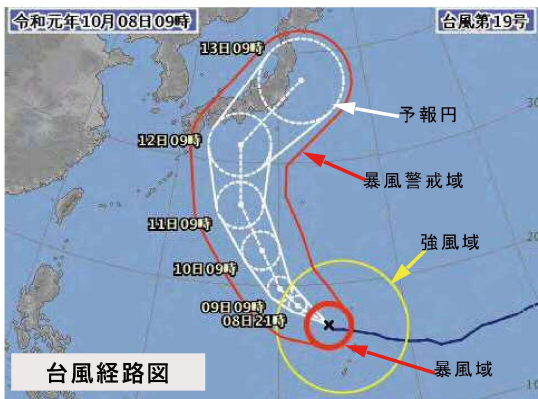 令和元年10月08日09時
台風第19号
13日09時
予報円
12日09時
暴風警戒域
11日09時
強風域
10日09時
09日09時
08日21時
暴風域
台風経路図
30
20
10